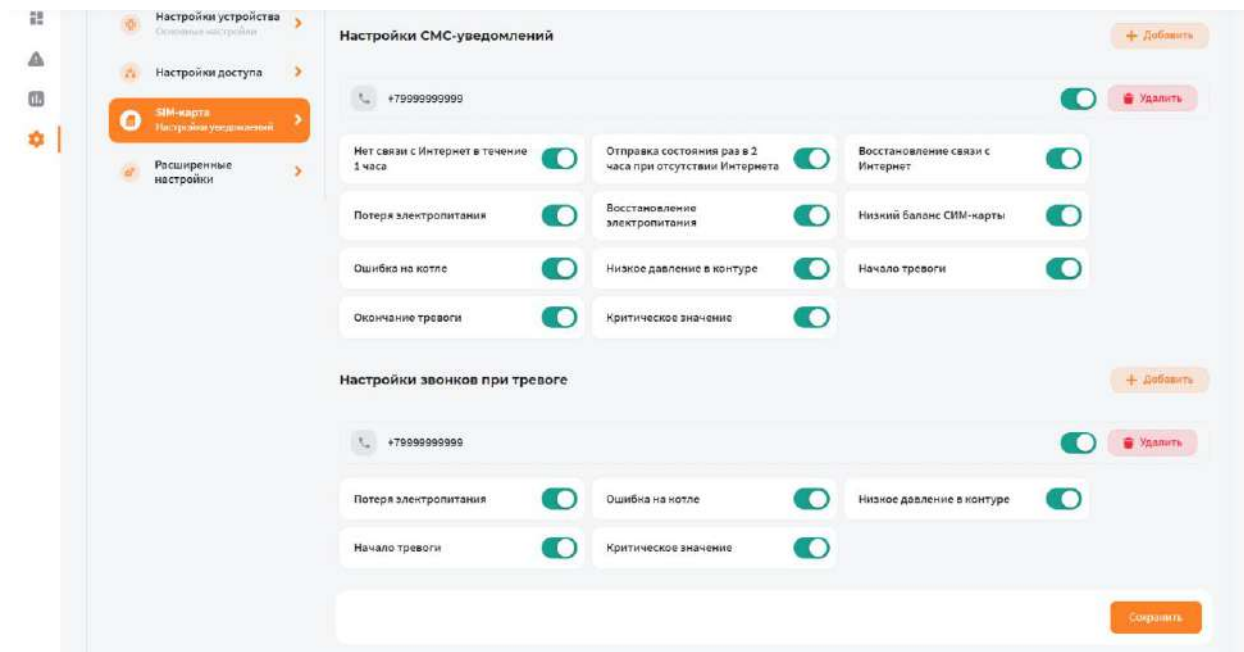 Настройки устройства
Основные настройки
Настройки доступа
SIM-карта
Настройки уведомлений
Расширенные
настройки
Настройки СМС-уведомлений
+ Добавить
+79999999999
Удалить
Нет связи с Интернет в течение
1 часа
Отправка состояния раз в 2
часа при отсутствии Интернета
Восстановление связи с
Интернет
Потеря электропитания
Восстановление
электропитания
Низкий баланс СИМ-карты
Ошибка на котле
Низкое давление в контуре
Начало тревоги
Окончание тревоги
Критическое значение
Настройки звонков при тревоге
+ Добавить
+79999999999
Удалить
Потеря электропитания
Ошибка на котле
Низкое давление в контуре
Начало тревоги
Критическое значение
Сохранить